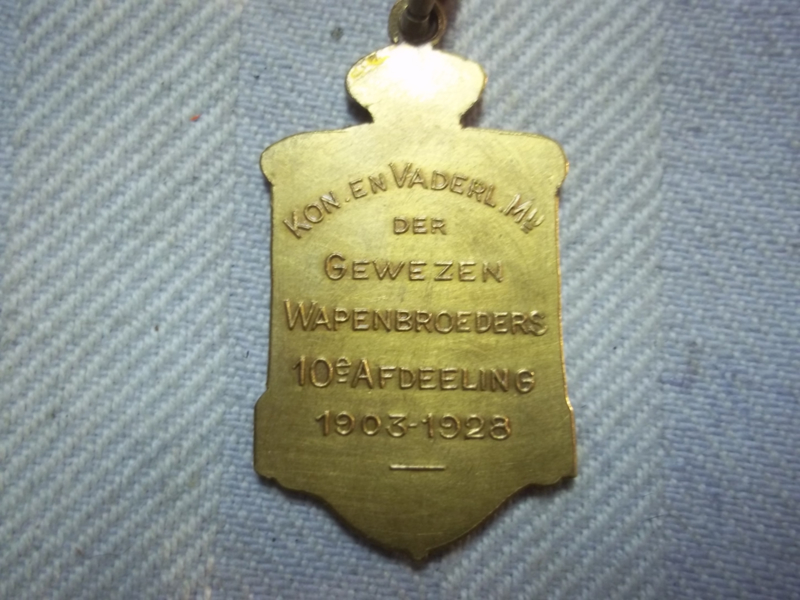 KON. EN VADERL. Mij
DER
GEWEZEN
WAPENBROEDERS
10e AFDEELING
1903-1928